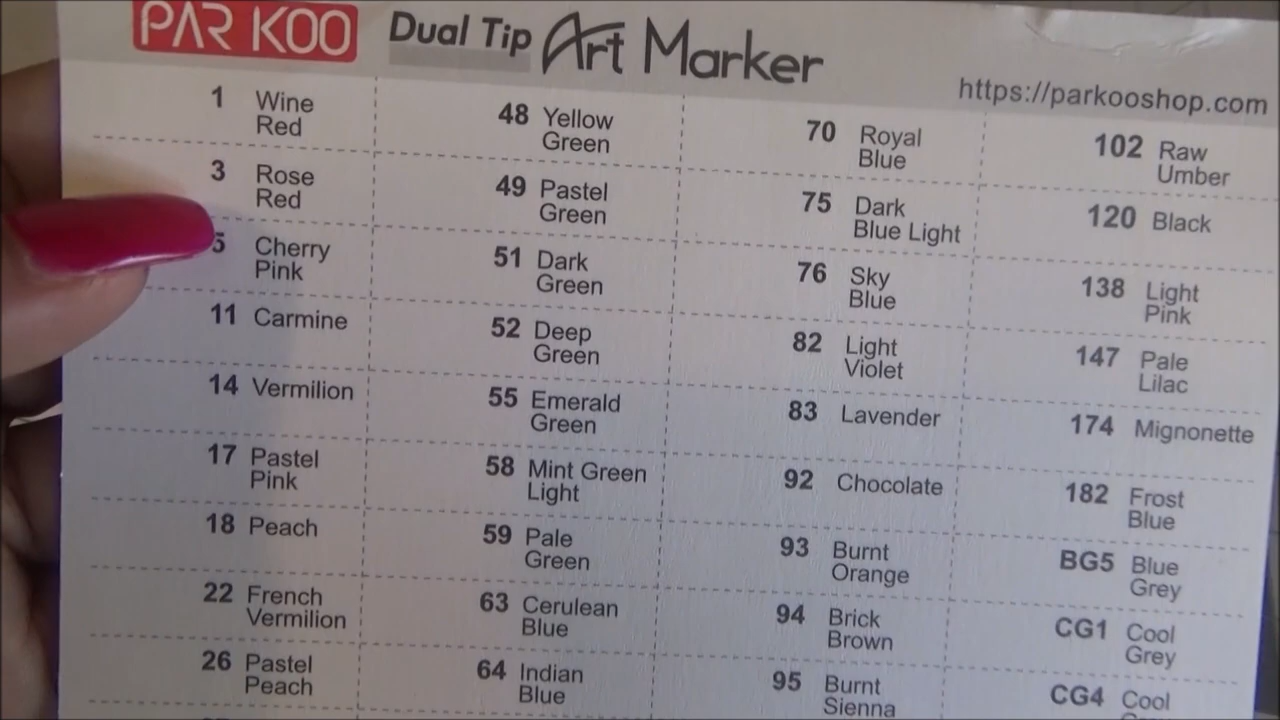 PARKOO Dual Tip Art Marker
https://parkooshop.com
1 Wine
Red
3 Rose
Red
5 Cherry
Pink
11 Carmine
14 Vermilion
17 Pastel
Pink
18 Peach
22 French
Vermilion
26 Pastel
Peach
48 Yellow
Green
49 Pastel
Green
51 Dark
Green
52 Deep
Green
55 Emerald
Green
58 Mint Green
Light
59 Pale
Green
63 Cerulean
Blue
64 Indian
Blue
70 Royal
Blue
75 Dark
Blue Light
76 Sky
Blue
82 Light
Violet
83 Lavender
92 Chocolate
93 Burnt
Orange
94 Brick
Brown
95 Burnt
Sienna
102 Raw
Umber
120 Black
138 Light
Pink
147 Pale
Lilac
174 Mignonette
182 Frost
Blue
BG5 Blue
Grey
CG1 Cool
Grey
CG4 Cool